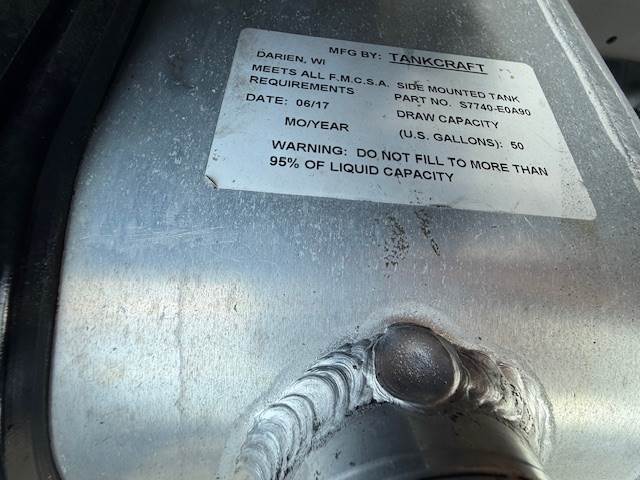 MFG BY: TANKCRAFT
DARIEN, WI
MEETS ALL F.M.C.S.A. SIDE MOUNTED TANK
REQUIREMENTS PART NO. S7740-E0A90
DATE: 06/17 DRAW CAPACITY
MO/YEAR (U.S. GALLONS): 50
WARNING: DO NOT FILL TO MORE THAN
95% OF LIQUID CAPACITY